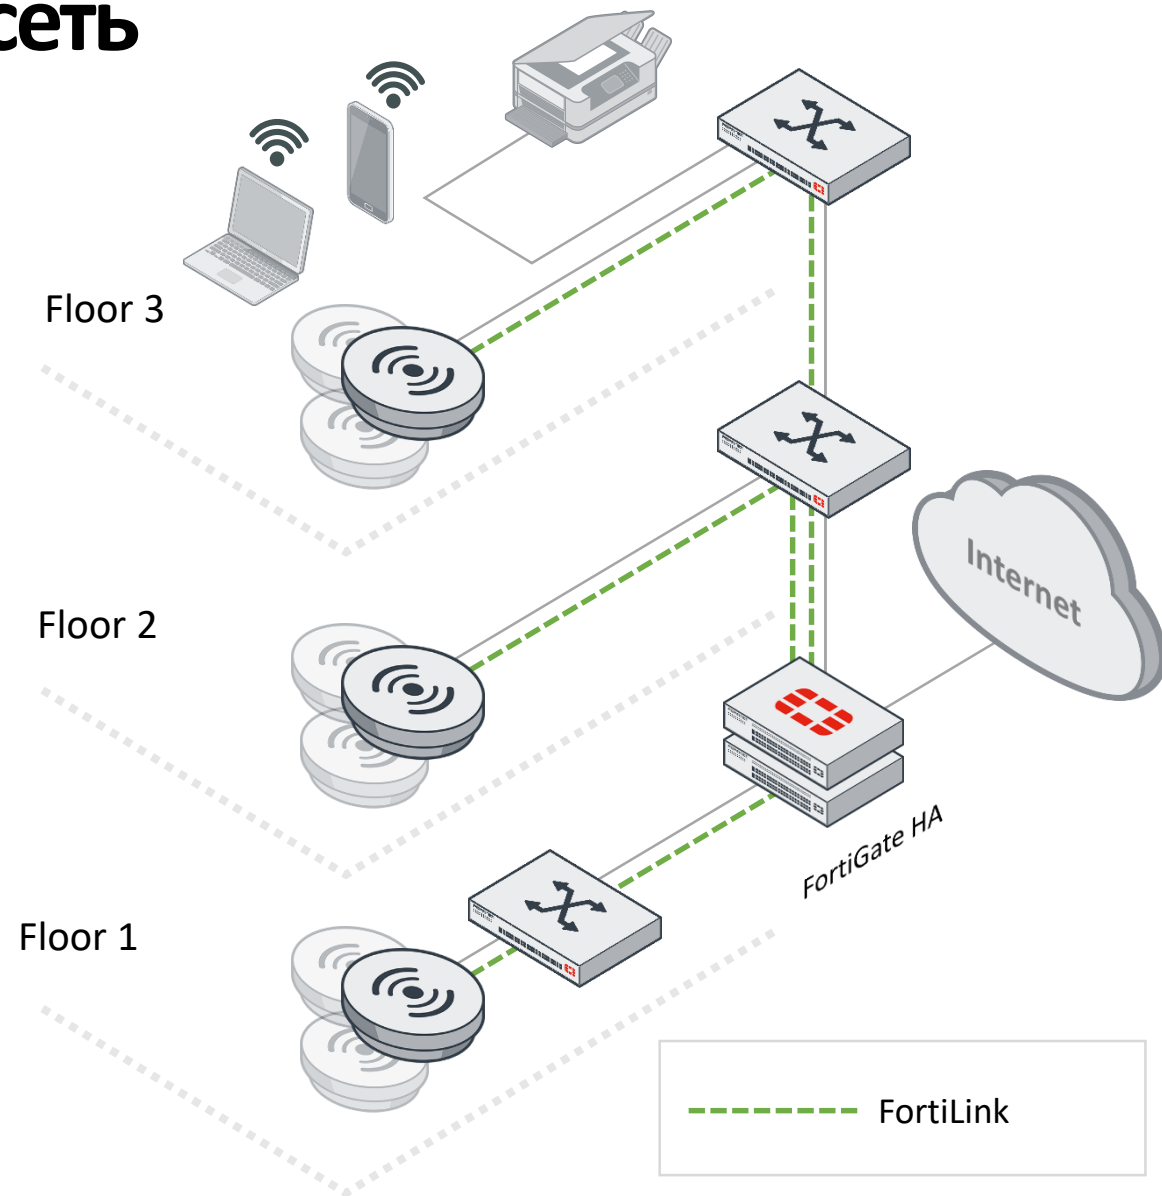 сеть
Floor 3
Internet
Floor 2
FortiGate HA
Floor 1
FortiLink